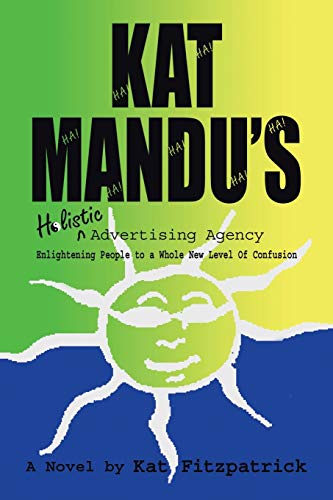 KAT
HA!
HA!
MANDU'S
HA!
HA!
HA!
HA!
HA!
Holistic
Advertising Agency
Enlightening People to a Whole New Level Of Confusion
A Novel by Kat Fitzpatrick